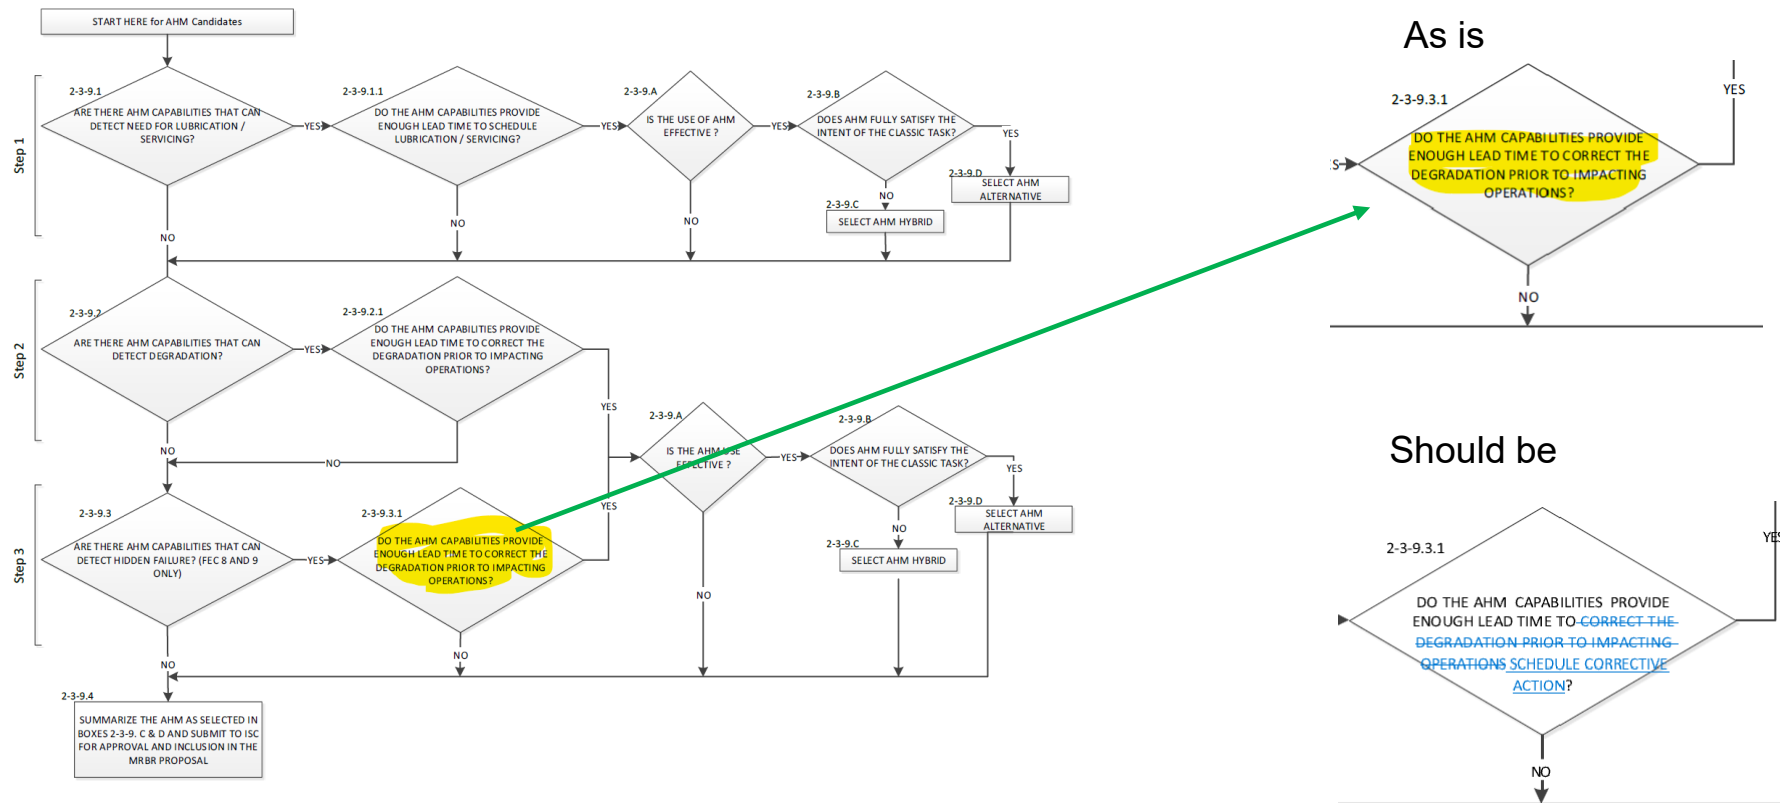 START HERE for AHM Candidates
Step 1
2-3-9.1
ARE THERE AHM CAPABILITIES THAT CAN
DETECT NEED FOR LUBRICATION /
SERVICING?
YES
NO
2-3-9.1.1
DO THE AHM CAPABILITIES PROVIDE
ENOUGH LEAD TIME TO SCHEDULE
LUBRICATION / SERVICING?
YES
NO
2-3-9.A
IS THE USE OF AHM
EFFECTIVE ?
YES
NO
2-3-9.B
DOES AHM FULLY SATISFY THE
INTENT OF THE CLASSIC TASK?
YES
NO
2-3-9.D
SELECT AHM
ALTERNATIVE
2-3-9.C
SELECT AHM HYBRID
Step 2
2-3-9.2
ARE THERE AHM CAPABILITIES THAT CAN
DETECT DEGRADATION?
YES
NO
2-3-9.2.1
DO THE AHM CAPABILITIES PROVIDE
ENOUGH LEAD TIME TO CORRECT THE
DEGRADATION PRIOR TO IMPACTING
OPERATIONS?
YES
NO
Step 3
2-3-9.3
ARE THERE AHM CAPABILITIES THAT CAN
DETECT HIDDEN FAILURE? (FEC 8 AND 9
ONLY)
YES
NO
2-3-9.3.1
DO THE AHM CAPABILITIES PROVIDE
ENOUGH LEAD TIME TO CORRECT THE
DEGRADATION PRIOR TO IMPACTING
OPERATIONS?
YES
NO
2-3-9.A
IS THE AHM USE
EFFECTIVE ?
YES
NO
2-3-9.B
DOES AHM FULLY SATISFY THE
INTENT OF THE CLASSIC TASK?
YES
NO
2-3-9.D
SELECT AHM
ALTERNATIVE
2-3-9.C
SELECT AHM HYBRID
2-3-9.4
SUMMARIZE THE AHM AS SELECTED IN
BOXES 2-3-9. C & D AND SUBMIT TO ISC
FOR APPROVAL AND INCLUSION IN THE
MRBR PROPOSAL
As is
2-3-9.3.1
DO THE AHM CAPABILITIES PROVIDE
ENOUGH LEAD TIME TO CORRECT THE
DEGRADATION PRIOR TO IMPACTING
OPERATIONS?
YES
NO
Should be
2-3-9.3.1
DO THE AHM CAPABILITIES PROVIDE
ENOUGH LEAD TIME TO CORRECT THE
DEGRADATION PRIOR TO IMPACTING
OPERATIONS SCHEDULE CORRECTIVE
ACTION?
YES
NO